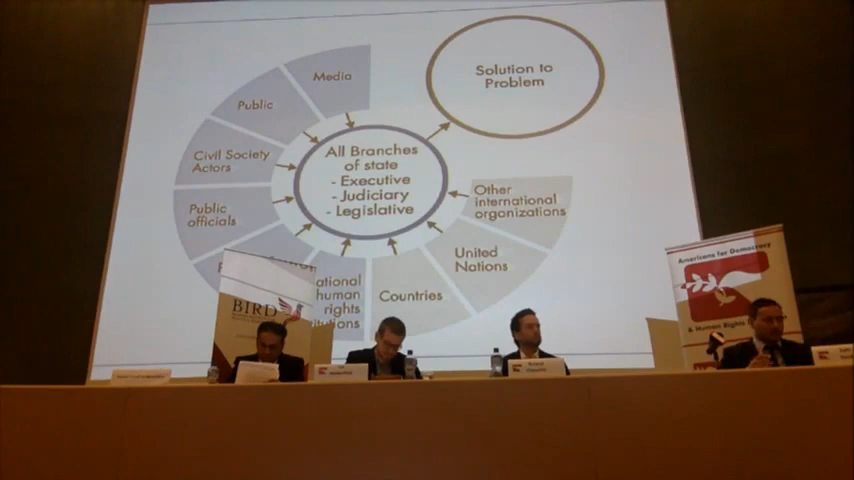 Media
Public
Civil Society
Actors
Public
officials
ational
human
rights
Countries
United
Nations
Other
international
organizations
All Branches
of state
- Executive
- Judiciary
- Legislative
Solution to
Problem
BIRD
Americans for Democracy
& Human Rights